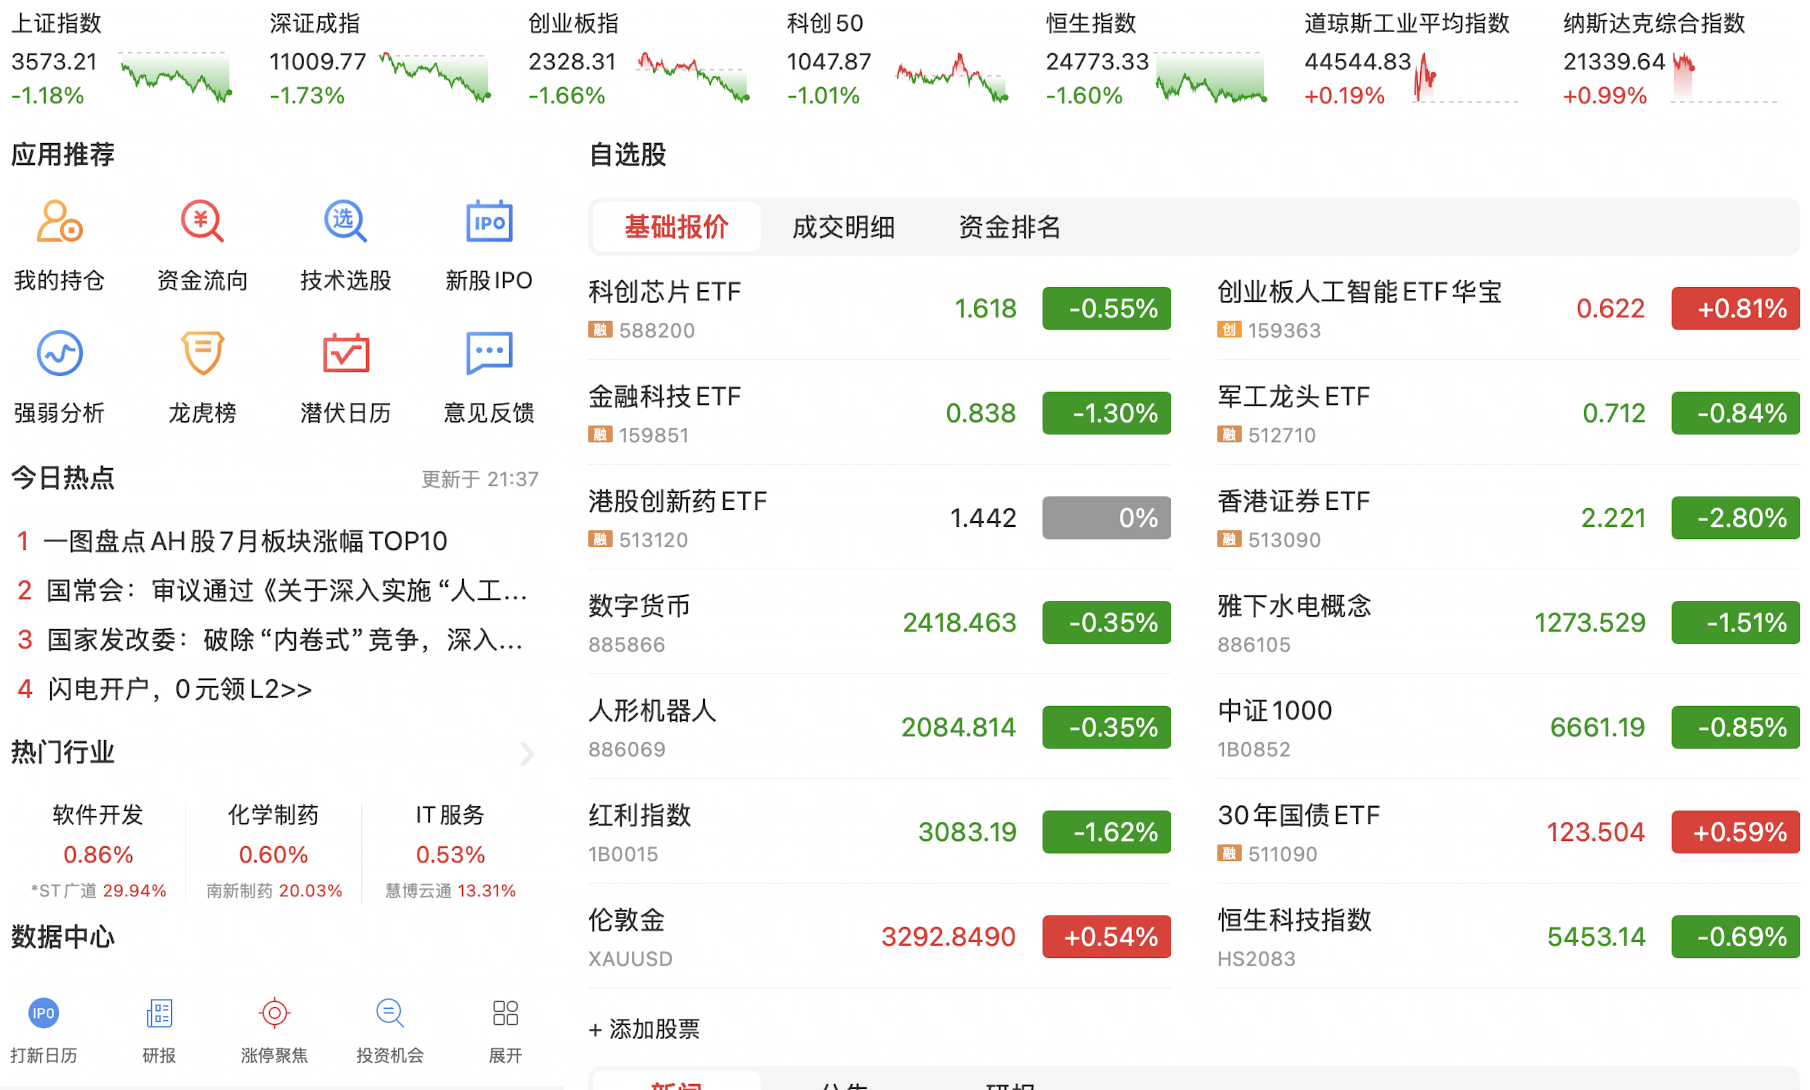 上证指数
3573.21
-1.18%
深证成指
11009.77
-1.73%
创业板指
2328.31
-1.66%
科创50
1047.87
-1.01%
恒生指数
24773.33
-1.60%
道琼斯工业平均指数
44544.83
+0.19%
纳斯达克综合指数
21339.64
+0.99%
应用推荐
我的持仓
资金流向
选
技术选股
IPO
新股IPO
强弱分析
龙虎榜
潜伏日历
意见反馈
今日热点
更新于 21:37
1 一图盘点AH股7月板块涨幅TOP10
2 国常会：审议通过《关于深入实施“人工...
3 国家发改委：破除“内卷式”竞争，深入...
4 闪电开户，0元领L2>>
热门行业
软件开发
0.86%
*ST广道 29.94%
化学制药
0.60%
南新制药 20.03%
IT服务
0.53%
慧博云通 13.31%
数据中心
IPO
打新日历
研报
涨停聚焦
投资机会
展开
自选股
基础报价
成交明细
资金排名
科创芯片ETF
融 588200
1.618
-0.55%
创业板人工智能ETF华宝
创 159363
0.622
+0.81%
金融科技ETF
融 159851
0.838
-1.30%
军工龙头ETF
融 512710
0.712
-0.84%
港股创新药ETF
融 513120
1.442
0%
香港证券ETF
融 513090
2.221
-2.80%
数字货币
885866
2418.463
-0.35%
雅下水电概念
886105
1273.529
-1.51%
人形机器人
886069
2084.814
-0.35%
中证1000
1B0852
6661.19
-0.85%
红利指数
1B0015
3083.19
-1.62%
30年国债ETF
融 511090
123.504
+0.59%
伦敦金
XAUUSD
3292.8490
+0.54%
恒生科技指数
HS2083
5453.14
-0.69%
+ 添加股票
新闻
公告
研报